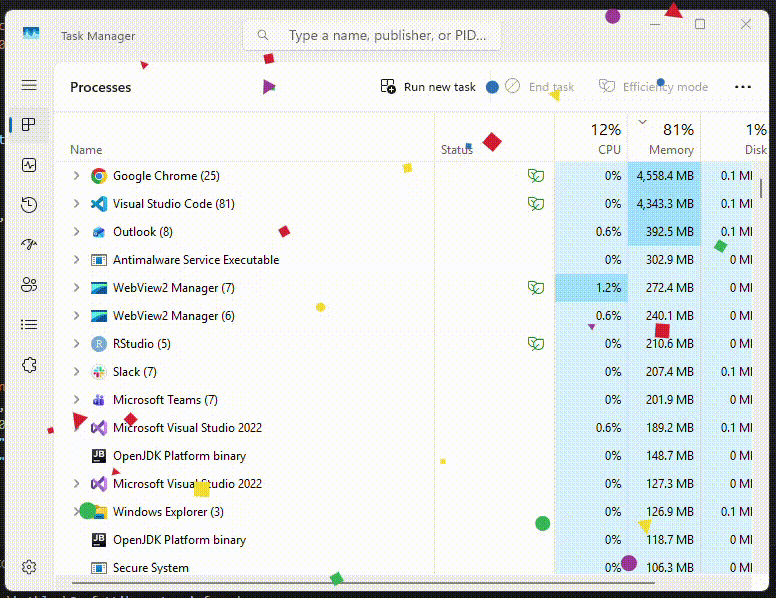 Task Manager
Type a name, publisher, or PID...
Processes
Run new task
End task
Efficiency mode
...
12% 81% 1%
Name Status CPU Memory Disk
Google Chrome (25) 0% 4,558.4 MB 0.1 MI
Visual Studio Code (81) 0% 4,343.3 MB 0.1 MI
Outlook (8) 0.6% 392.5 MB 0.1 MI
Antimalware Service Executable 0% 302.9 MB 0 MI
WebView2 Manager (7) 1.2% 272.4 MB 0 MI
WebView2 Manager (6) 0.6% 240.1 MB 0 MI
R RStudio (5) 0% 210.6 MB 0 MI
Slack (7) 0% 207.4 MB 0.1 MI
Microsoft Teams (7) 0% 201.9 MB 0 MI
Microsoft Visual Studio 2022 0.6% 189.2 MB 0.1 MI
JB OpenJDK Platform binary 0% 148.7 MB 0 MI
Microsoft Visual Studio 2022 0% 127.3 MB 0 MI
Windows Explorer (3) 0% 126.9 MB 0.1 MI
JB OpenJDK Platform binary 0% 118.7 MB 0 MI
Secure System 0% 106.3 MB 0 MI